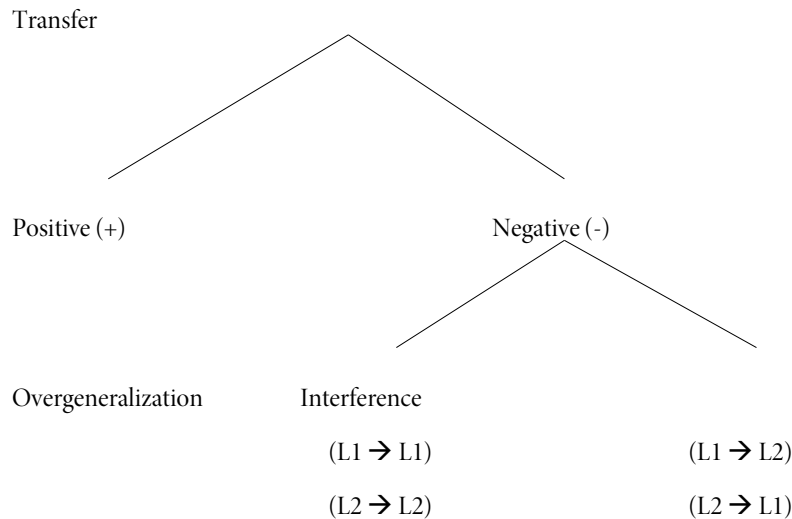 Transfer
Positive (+) Negative (-)
Overgeneralization Interference
(L1 → L1) (L1 → L2)
(L2 → L2) (L2 → L1)